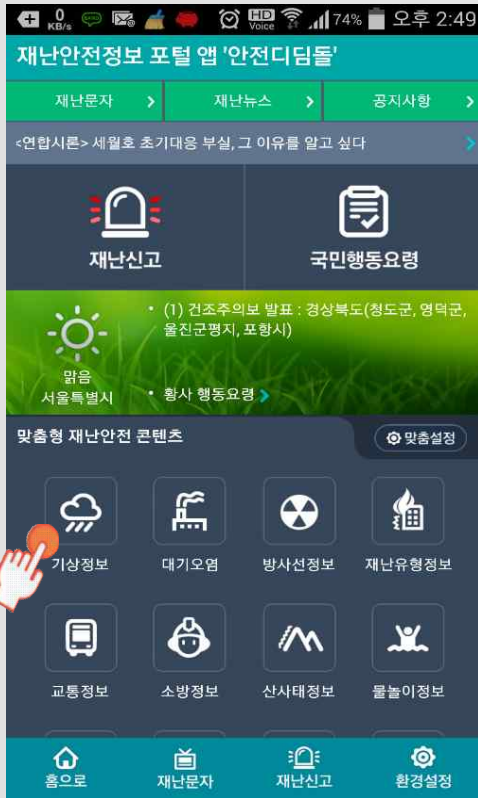 0 KB/s HD Voice 74% 오후 2:49
재난안전정보 포털 앱 '안전디딤돌'
재난문자 > 재난뉴스 > 공지사항 >
<연합시론> 세월호 초기대응 부실, 그 이유를 알고 싶다 >
재난신고 국민행동요령
• (1) 건조주의보 발표 : 경상북도(청도군, 영덕군,
울진군평지, 포항시)
맑음
서울특별시
• 황사 행동요령 >
맞춤형 재난안전 콘텐츠 맞춤설정
기상정보 대기오염 방사선정보 재난유형정보
교통정보 소방정보 산사태정보 물놀이정보
홈으로 재난문자 재난신고 환경설정